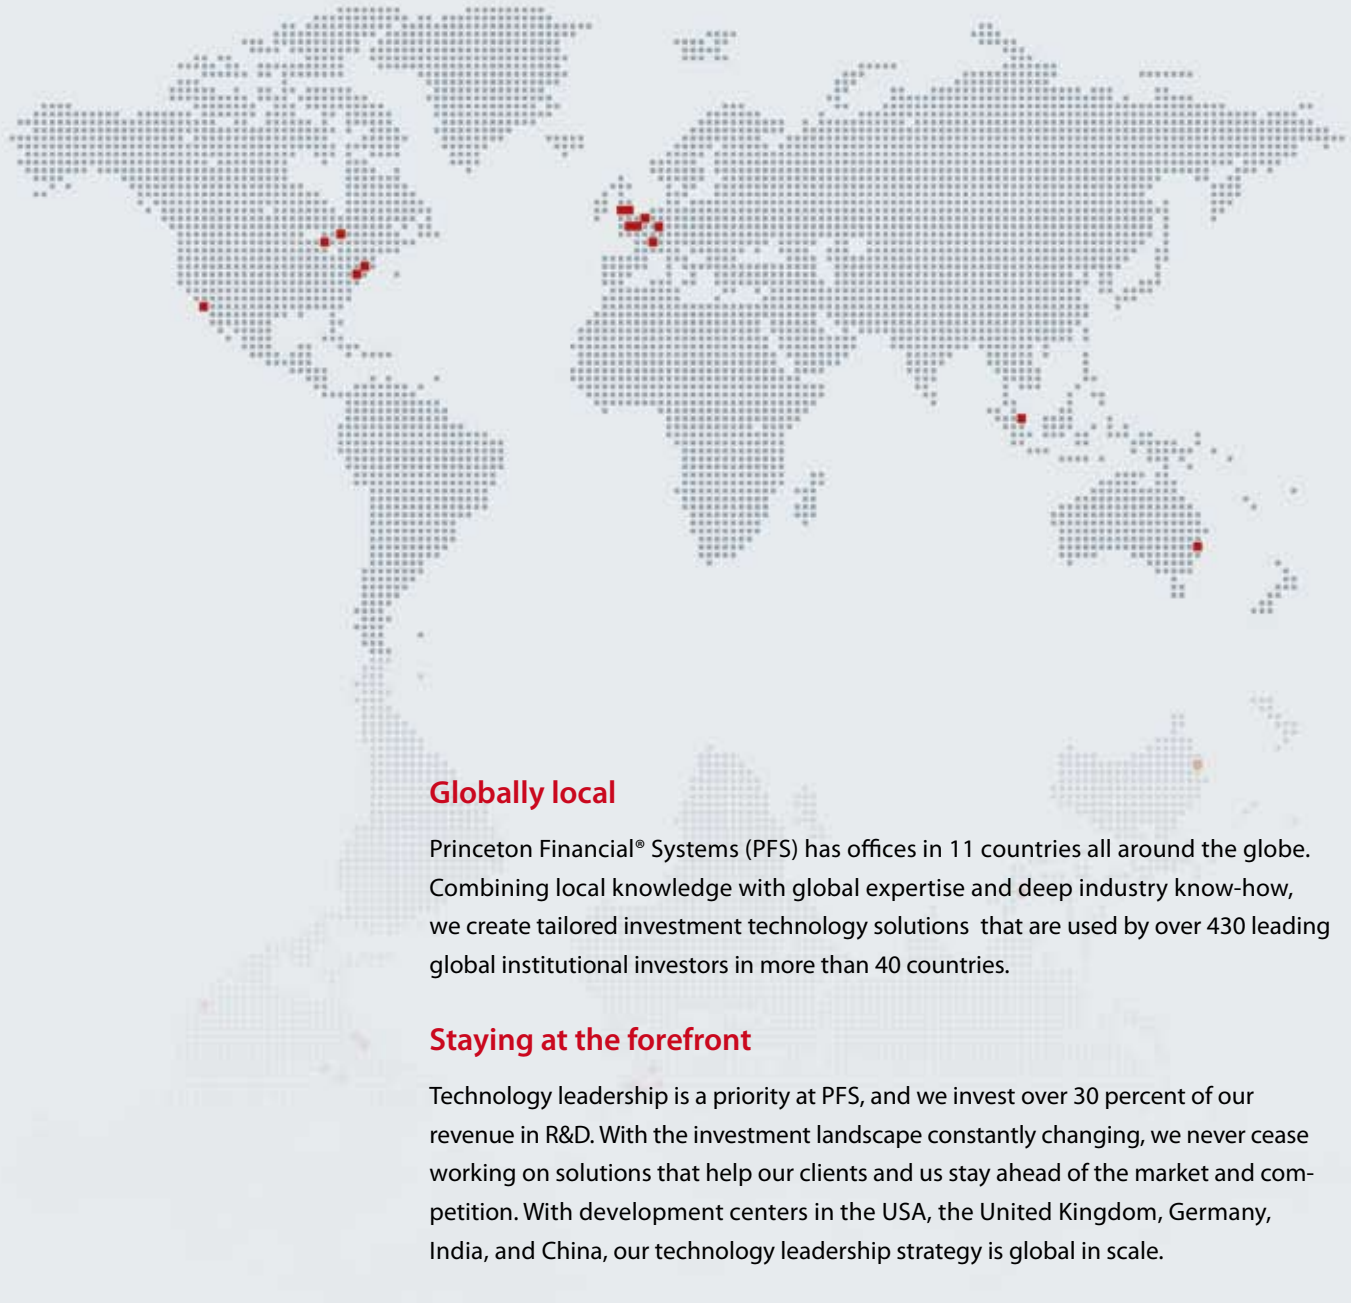 Globally local
Princeton Financial® Systems (PFS) has offices in 11 countries all around the globe.
Combining local knowledge with global expertise and deep industry know-how,
we create tailored investment technology solutions  that are used by over 430 leading
global institutional investors in more than 40 countries.
Staying at the forefront
Technology leadership is a priority at PFS, and we invest over 30 percent of our
revenue in R&D. With the investment landscape constantly changing, we never cease
working on solutions that help our clients and us stay ahead of the market and com-
petition. With development centers in the USA, the United Kingdom, Germany,
India, and China, our technology leadership strategy is global in scale.